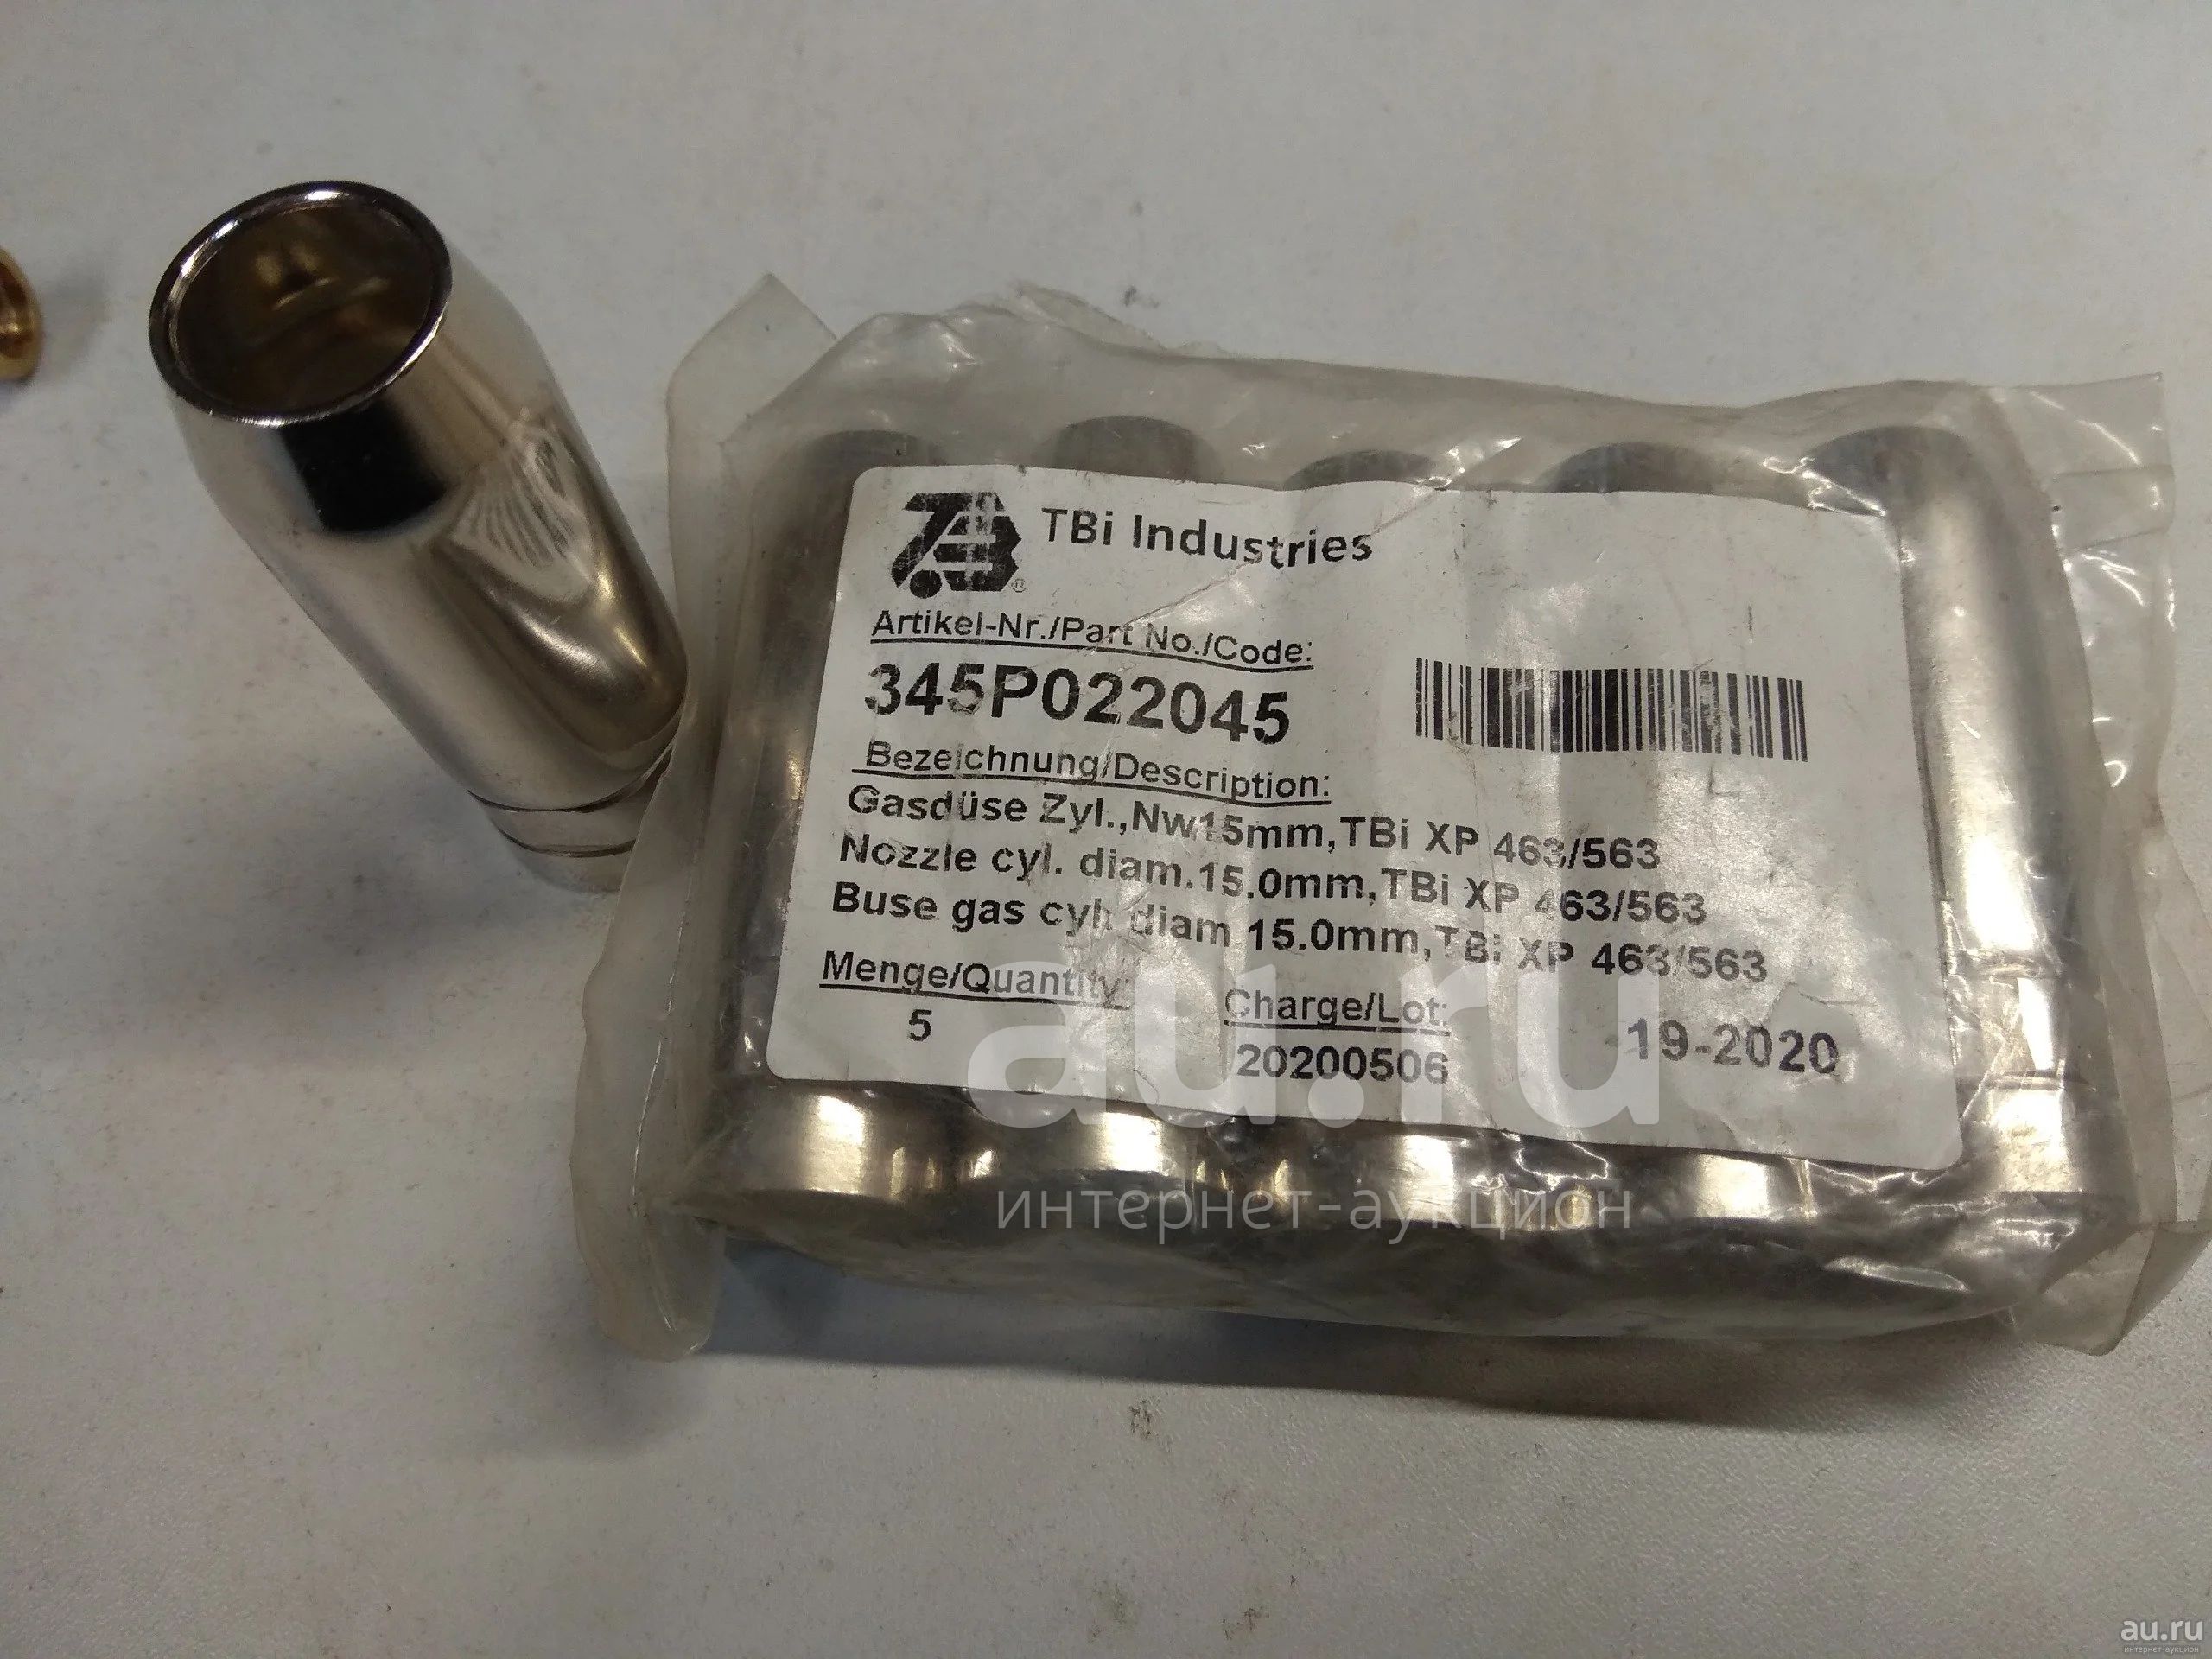 TBi Industries
Artikel-Nr./Part No./Code:
345P022045
Bezeichnung/Description:
Gasdüse Zyl.,Nw15mm,TBi XP 463/563
Nozzle cyl. diam.15.0mm,TBi XP 463/563
Buse gas cyl. diam.15.0mm,TBi XP 463/563
Menge/Quantity:
5
Charge/Lot:
20200506
19-2020
au.ru
интернет-аукцион
au.ru
интернет-аукцион